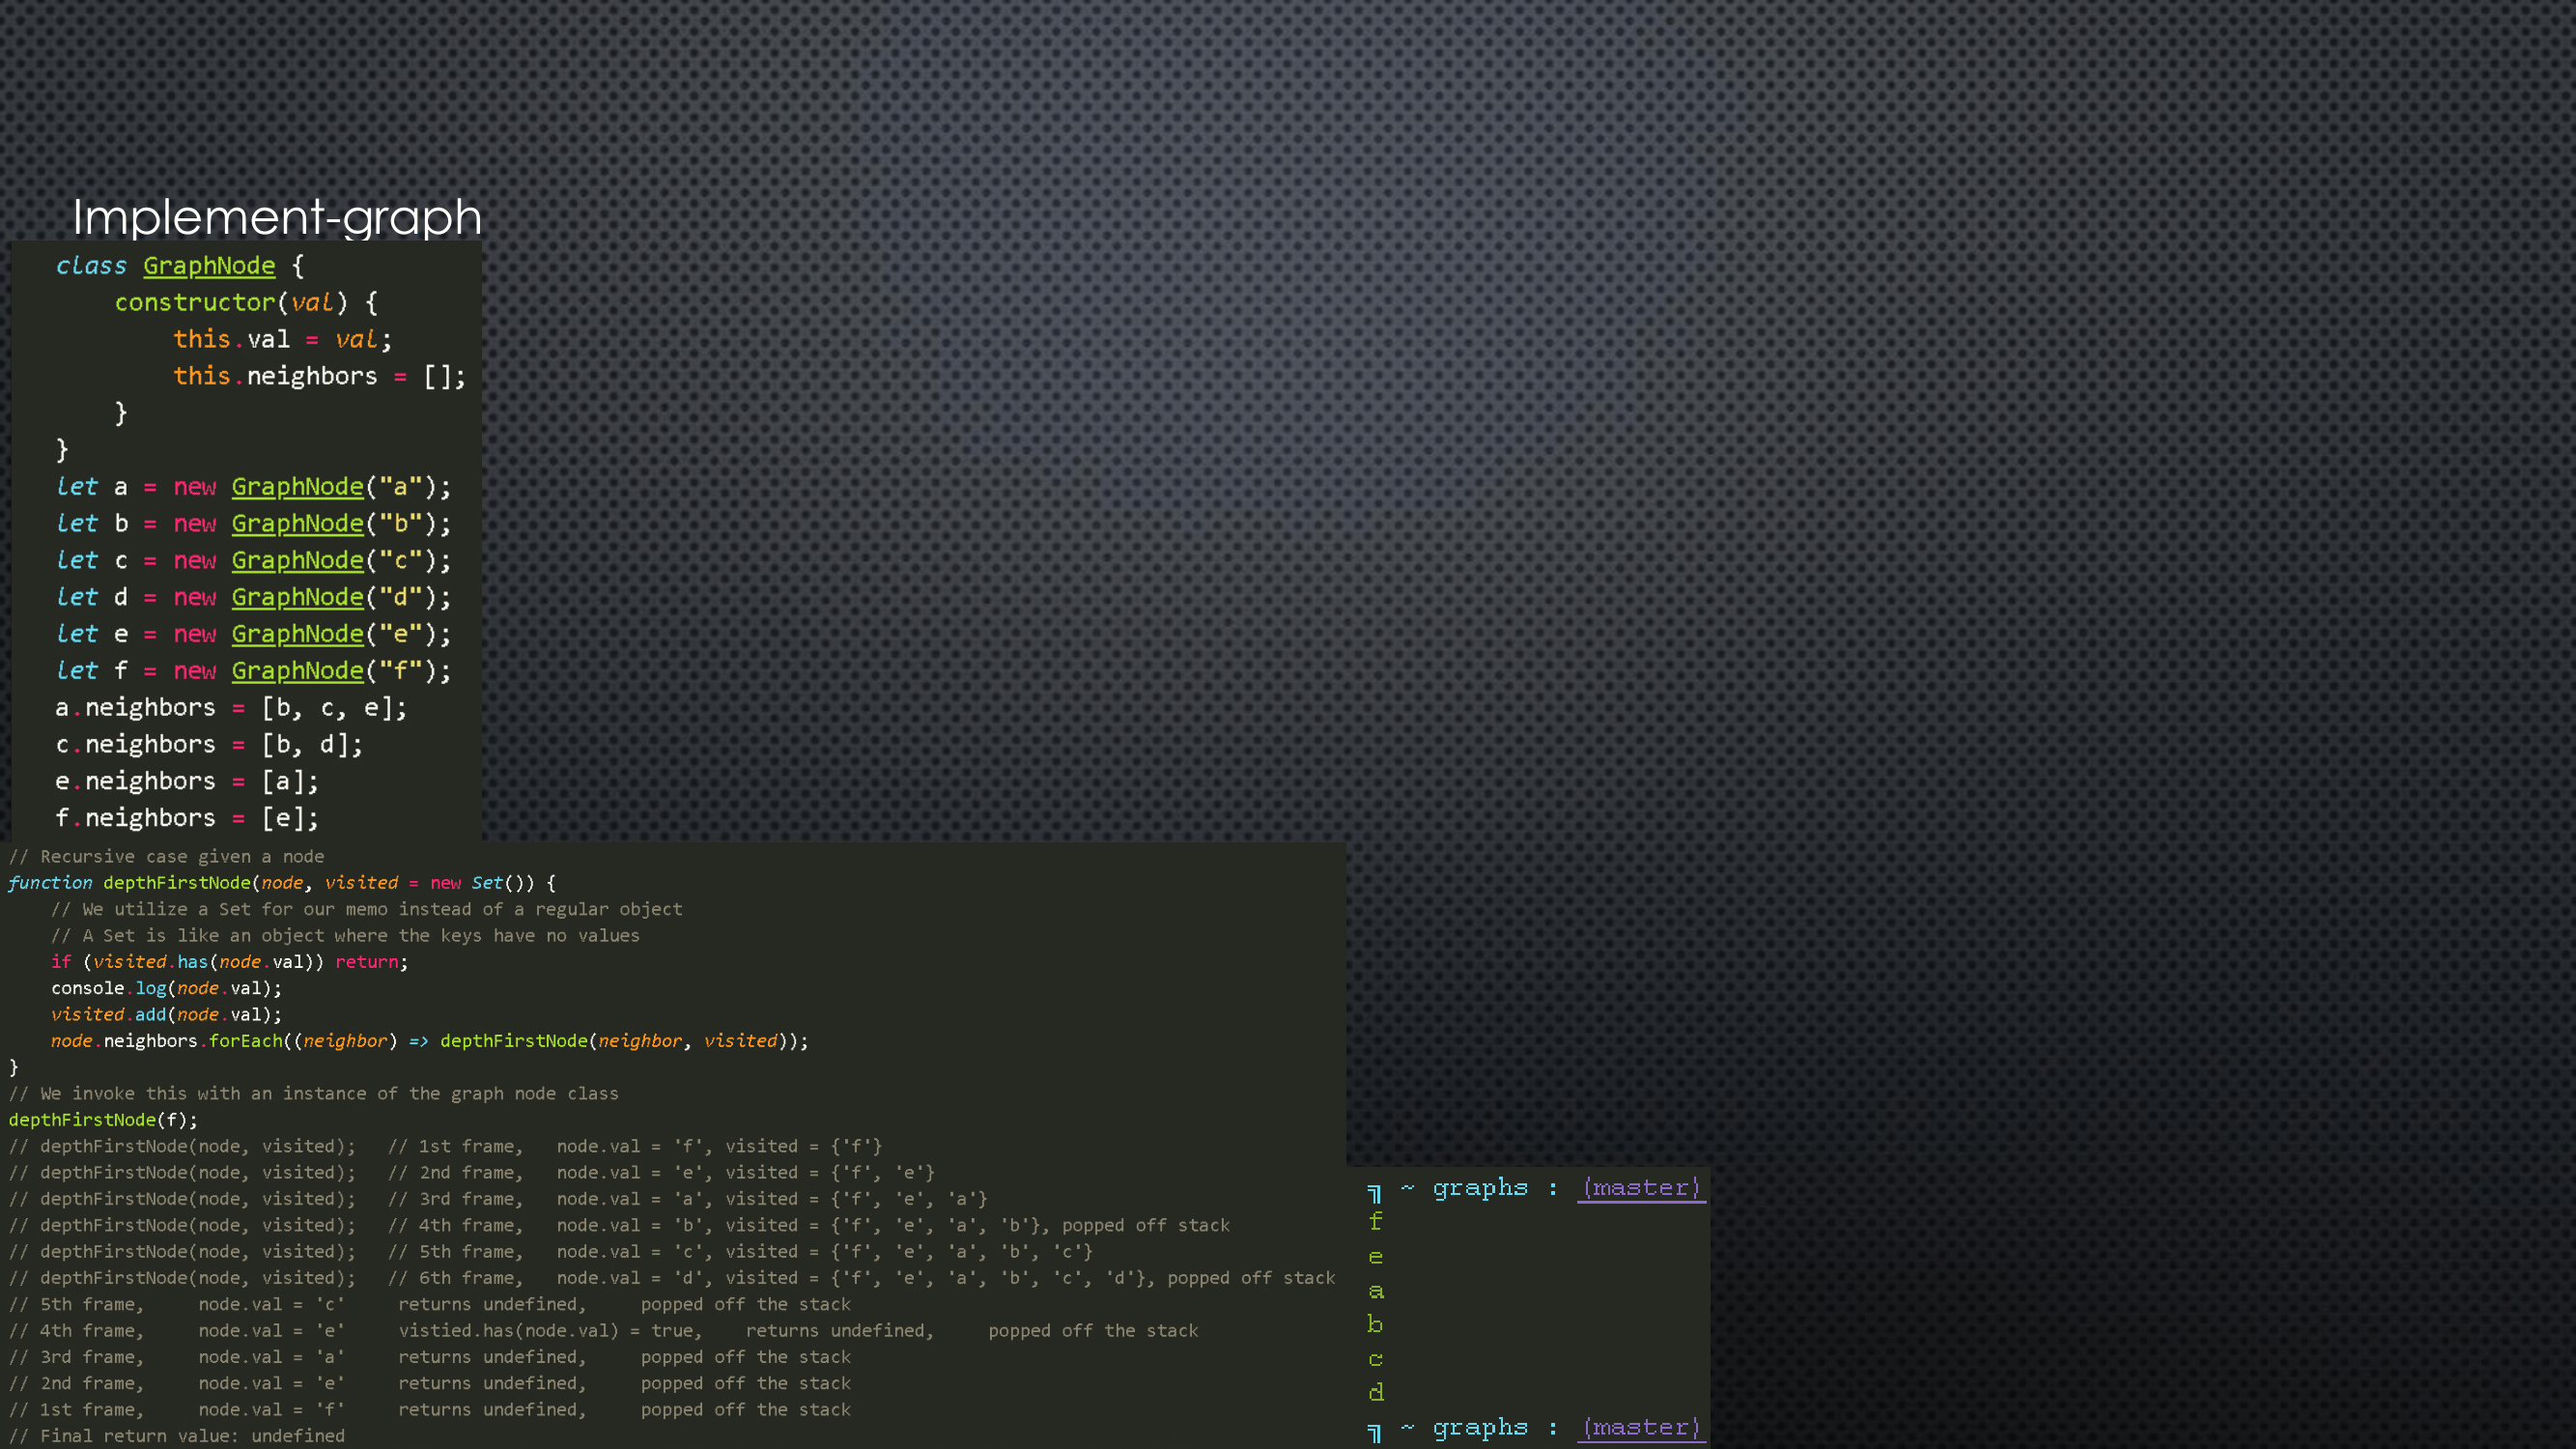 Implement-graph
class GraphNode {
    constructor(val) {
        this.val = val;
        this.neighbors = [];
    }
}
let a = new GraphNode("a");
let b = new GraphNode("b");
let c = new GraphNode("c");
let d = new GraphNode("d");
let e = new GraphNode("e");
let f = new GraphNode("f");
a.neighbors = [b, c, e];
c.neighbors = [b, d];
e.neighbors = [a];
f.neighbors = [e];
// Recursive case given a node
function depthFirstNode(node, visited = new Set()) {
    // We utilize a Set for our memo instead of a regular object
    // A Set is like an object where the keys have no values
    if (visited.has(node.val)) return;
    console.log(node.val);
    visited.add(node.val);
    node.neighbors.forEach((neighbor) => depthFirstNode(neighbor, visited));
}
// We invoke this with an instance of the graph node class
depthFirstNode(f);
// depthFirstNode(node, visited);   // 1st frame,   node.val = 'f', visited = {'f'}
// depthFirstNode(node, visited);   // 2nd frame,   node.val = 'e', visited = {'f', 'e'}
// depthFirstNode(node, visited);   // 3rd frame,   node.val = 'a', visited = {'f', 'e', 'a'}
// depthFirstNode(node, visited);   // 4th frame,   node.val = 'b', visited = {'f', 'e', 'a', 'b'}, popped off stack
// depthFirstNode(node, visited);   // 5th frame,   node.val = 'c', visited = {'f', 'e', 'a', 'b', 'c'}
// depthFirstNode(node, visited);   // 6th frame,   node.val = 'd', visited = {'f', 'e', 'a', 'b', 'c', 'd'}, popped off stack
// 5th frame,     node.val = 'c'     returns undefined,     popped off the stack
// 4th frame,     node.val = 'e'     vistied.has(node.val) = true,    returns undefined,     popped off the stack
// 3rd frame,     node.val = 'a'     returns undefined,     popped off the stack
// 2nd frame,     node.val = 'e'     returns undefined,     popped off the stack
// 1st frame,     node.val = 'f'     returns undefined,     popped off the stack
// Final return value: undefined
╗ ~ graphs : (master)
f
e
a
b
c
d
╗ ~ graphs : (master)